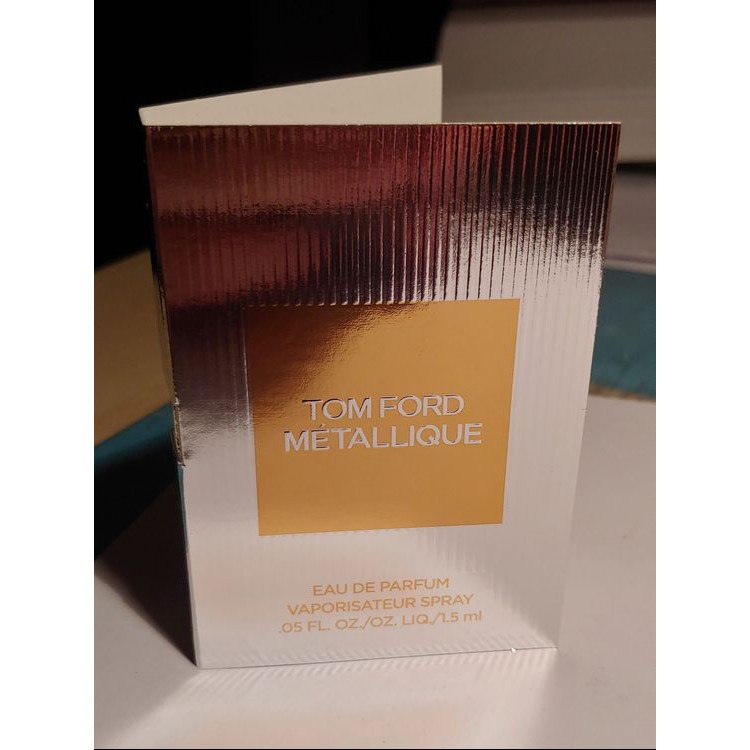 TOM FORD
MÉTALLIQUE
EAU DE PARFUM
VAPORISATEUR SPRAY
.05 FL. OZ./OZ. LIQ./1.5 ml